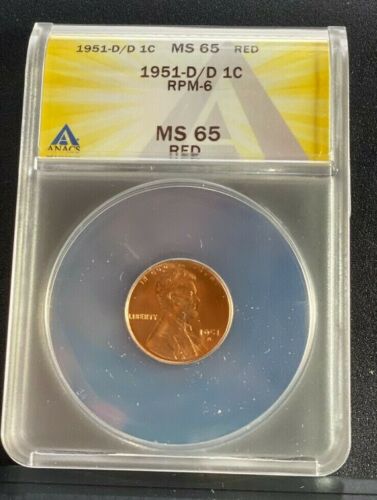 1951-D/D 1C MS 65 RED
1951-D/D 1C
RPM-6
ANACS
MS 65
RED
LIBERTY
1951
D